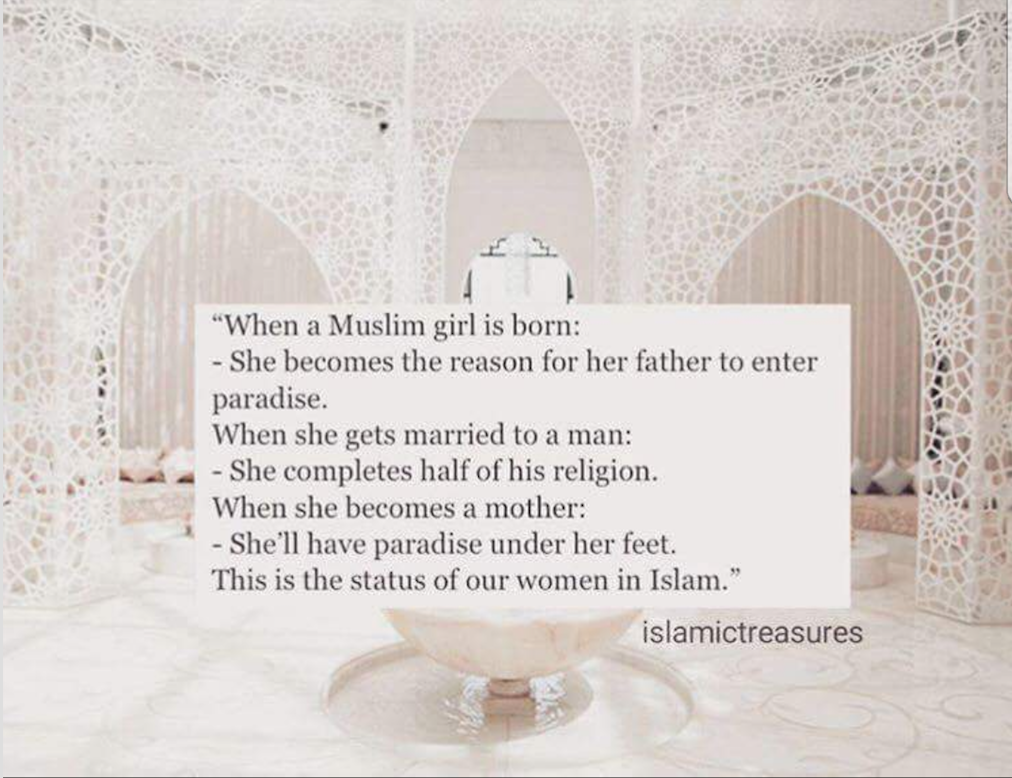 “When a Muslim girl is born:
- She becomes the reason for her father to enter
paradise.
When she gets married to a man:
- She completes half of his religion.
When she becomes a mother:
- She’ll have paradise under her feet.
This is the status of our women in Islam.”
islamictreasures